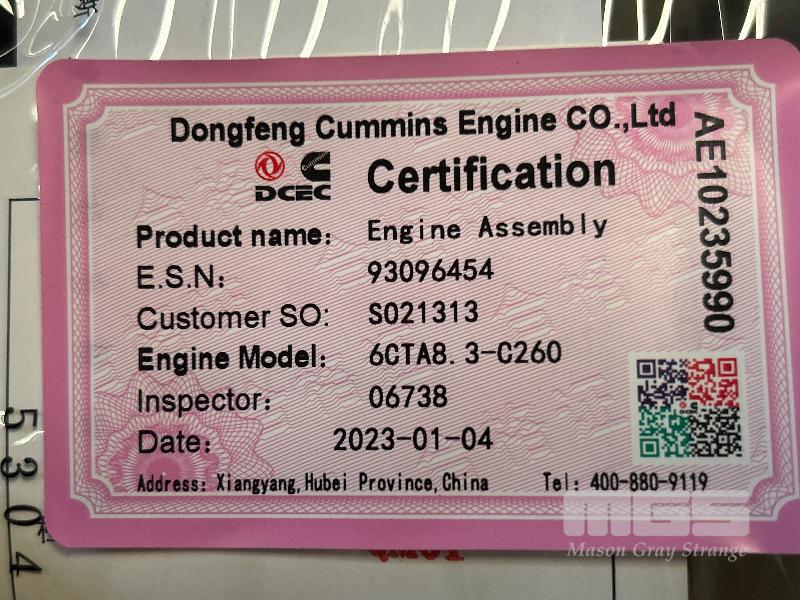 Dongfeng Cummins Engine CO.,Ltd
DCEC
Cummins
Certification
Product name: Engine Assembly
E.S.N: 93096454
Customer SO: SO21313
Engine Model: 6CTA8.3-C260
Inspector: 06738
Date: 2023-01-04
Address: Xiangyang,Hubei Province,China Tel: 400-880-9119
AE10235990
5304
MGS
Mason Gray Strange